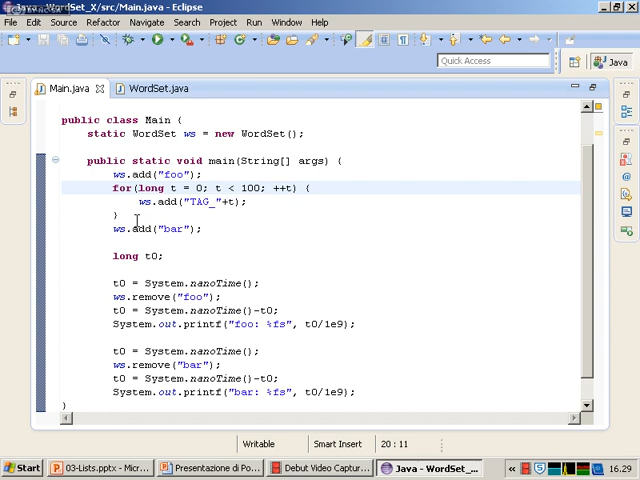 Java - WordSet_X/src/Main.java - Eclipse
File Edit Source Refactor Navigate Search Project Run Window Help
Quick Access
Java
Main.java WordSet.java
public class Main {
static WordSet ws = new WordSet();
public static void main(String[] args) {
ws.add("foo");
for(long t = 0; t < 100; ++t) {
ws.add("TAG_"+t);
}
ws.add("bar");
long t0;
t0 = System.nanoTime();
ws.remove("foo");
t0 = System.nanoTime()-t0;
System.out.printf("foo: %fs", t0/1e9);
t0 = System.nanoTime();
ws.remove("bar");
t0 = System.nanoTime()-t0;
System.out.printf("bar: %fs", t0/1e9);
}
Writable Smart Insert 20 : 11
Start 03-Lists.pptx - Micr... Presentazione di Po... Debut Video Captur... Java - WordSet_... « 16.29